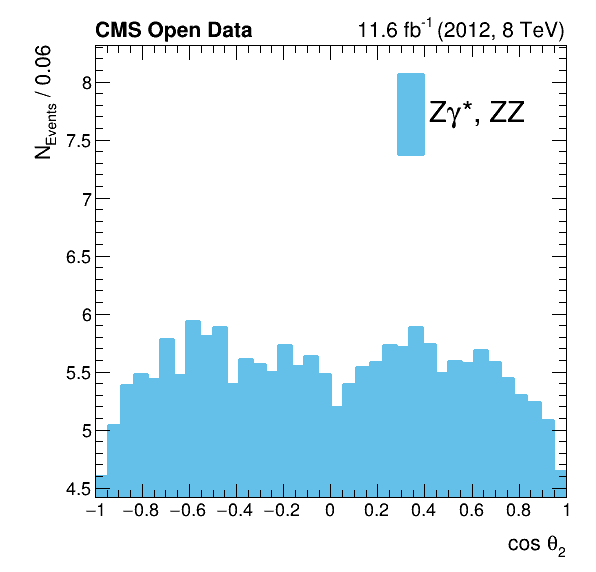 CMS Open Data 11.6 fb⁻¹ (2012, 8 TeV)
N_Events / 0.06
Zγ*, ZZ
8
7.5
7
6.5
6
5.5
5
4.5
−1 −0.8 −0.6 −0.4 −0.2 0 0.2 0.4 0.6 0.8 1
cos θ₂